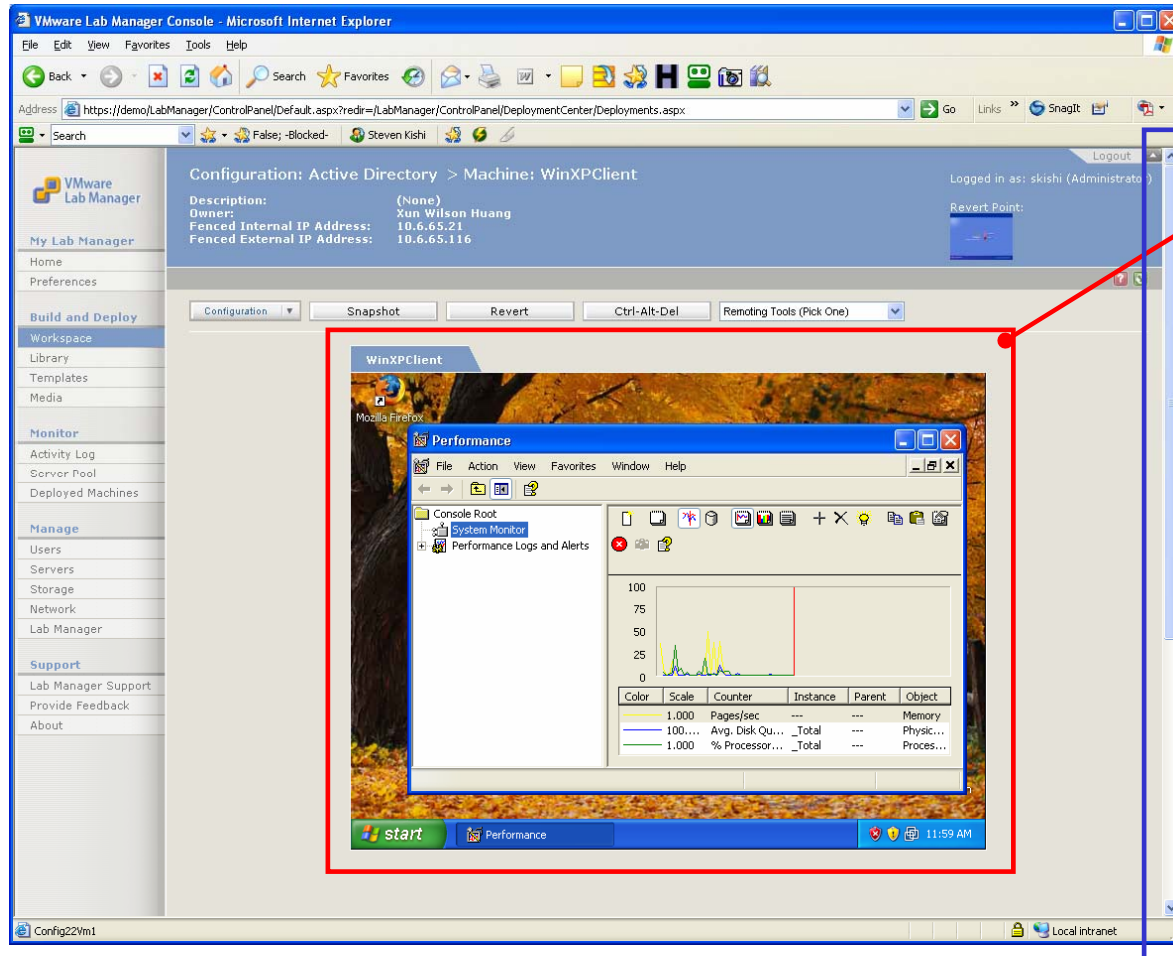 VMware Lab Manager Console - Microsoft Internet Explorer
File Edit View Favorites Tools Help
Back Search Favorites
Address https://demo/LabManager/ControlPanel/Default.aspx?redir=/LabManager/ControlPanel/DeploymentCenter/Deployments.aspx Go Links » SnagIt
Search False; -Blocked- Steven Kishi
Logout
VMware
Lab Manager
Configuration: Active Directory > Machine: WinXPClient
Logged in as: skishi (Administrator)
Description: (None)
Owner: Xun Wilson Huang
Fenced Internal IP Address: 10.6.65.21
Fenced External IP Address: 10.6.65.116
Revert Point:
My Lab Manager
Home
Preferences
Build and Deploy
Workspace
Library
Templates
Media
Monitor
Activity Log
Server Pool
Deployed Machines
Manage
Users
Servers
Storage
Network
Lab Manager
Support
Lab Manager Support
Provide Feedback
About
Configuration Snapshot Revert Ctrl-Alt-Del Remoting Tools (Pick One)
WinXPClient
Mozilla Firefox
Performance
File Action View Favorites Window Help
Console Root
System Monitor
Performance Logs and Alerts
100
75
50
25
0
Color Scale Counter Instance Parent Object
1.000 Pages/sec --- --- Memory
100.... Avg. Disk Qu... _Total --- Physic...
1.000 % Processor... _Total --- Proces...
start Performance 11:59 AM
Config22Vm1 Local intranet